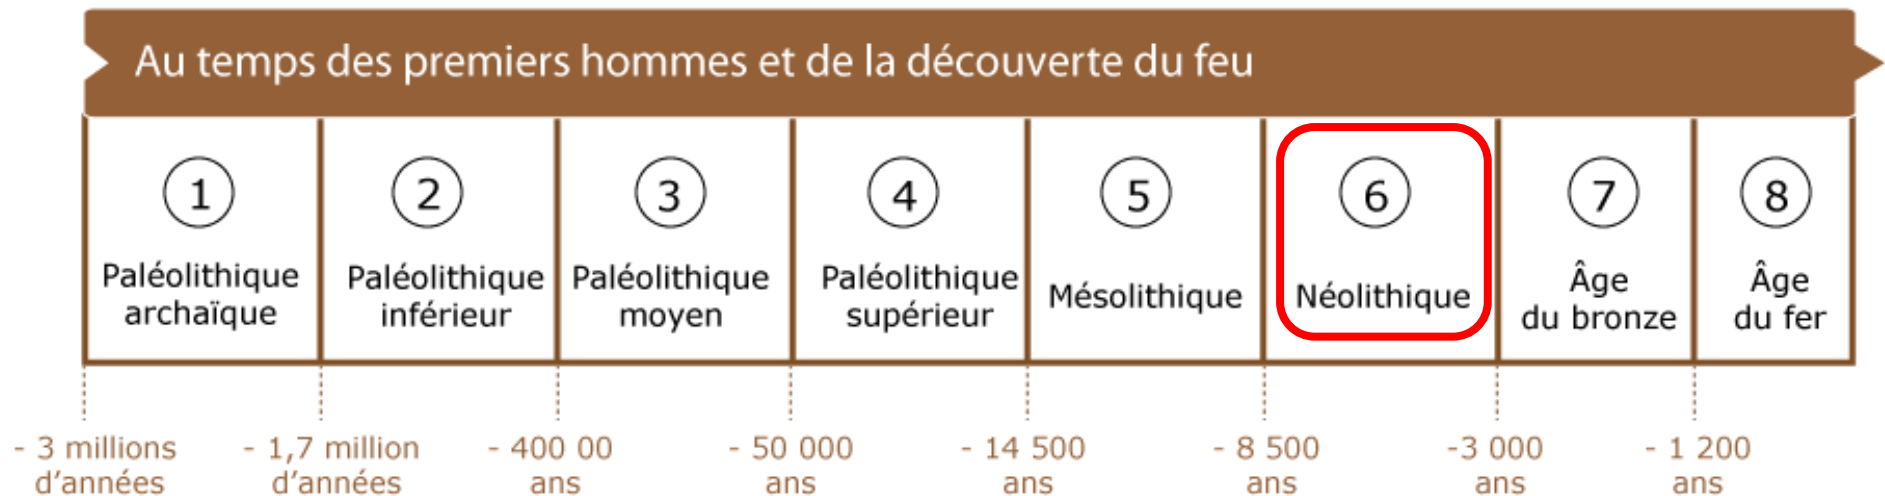 Au temps des premiers hommes et de la découverte du feu
1
2
3
4
5
6
7
8
Paléolithique
archaïque
Paléolithique
inférieur
Paléolithique
moyen
Paléolithique
supérieur
Mésolithique
Néolithique
Âge
du bronze
Âge
du fer
- 3 millions
d'années
- 1,7 million
d'années
- 400 00
ans
- 50 000
ans
- 14 500
ans
- 8 500
ans
-3 000
ans
- 1 200
ans